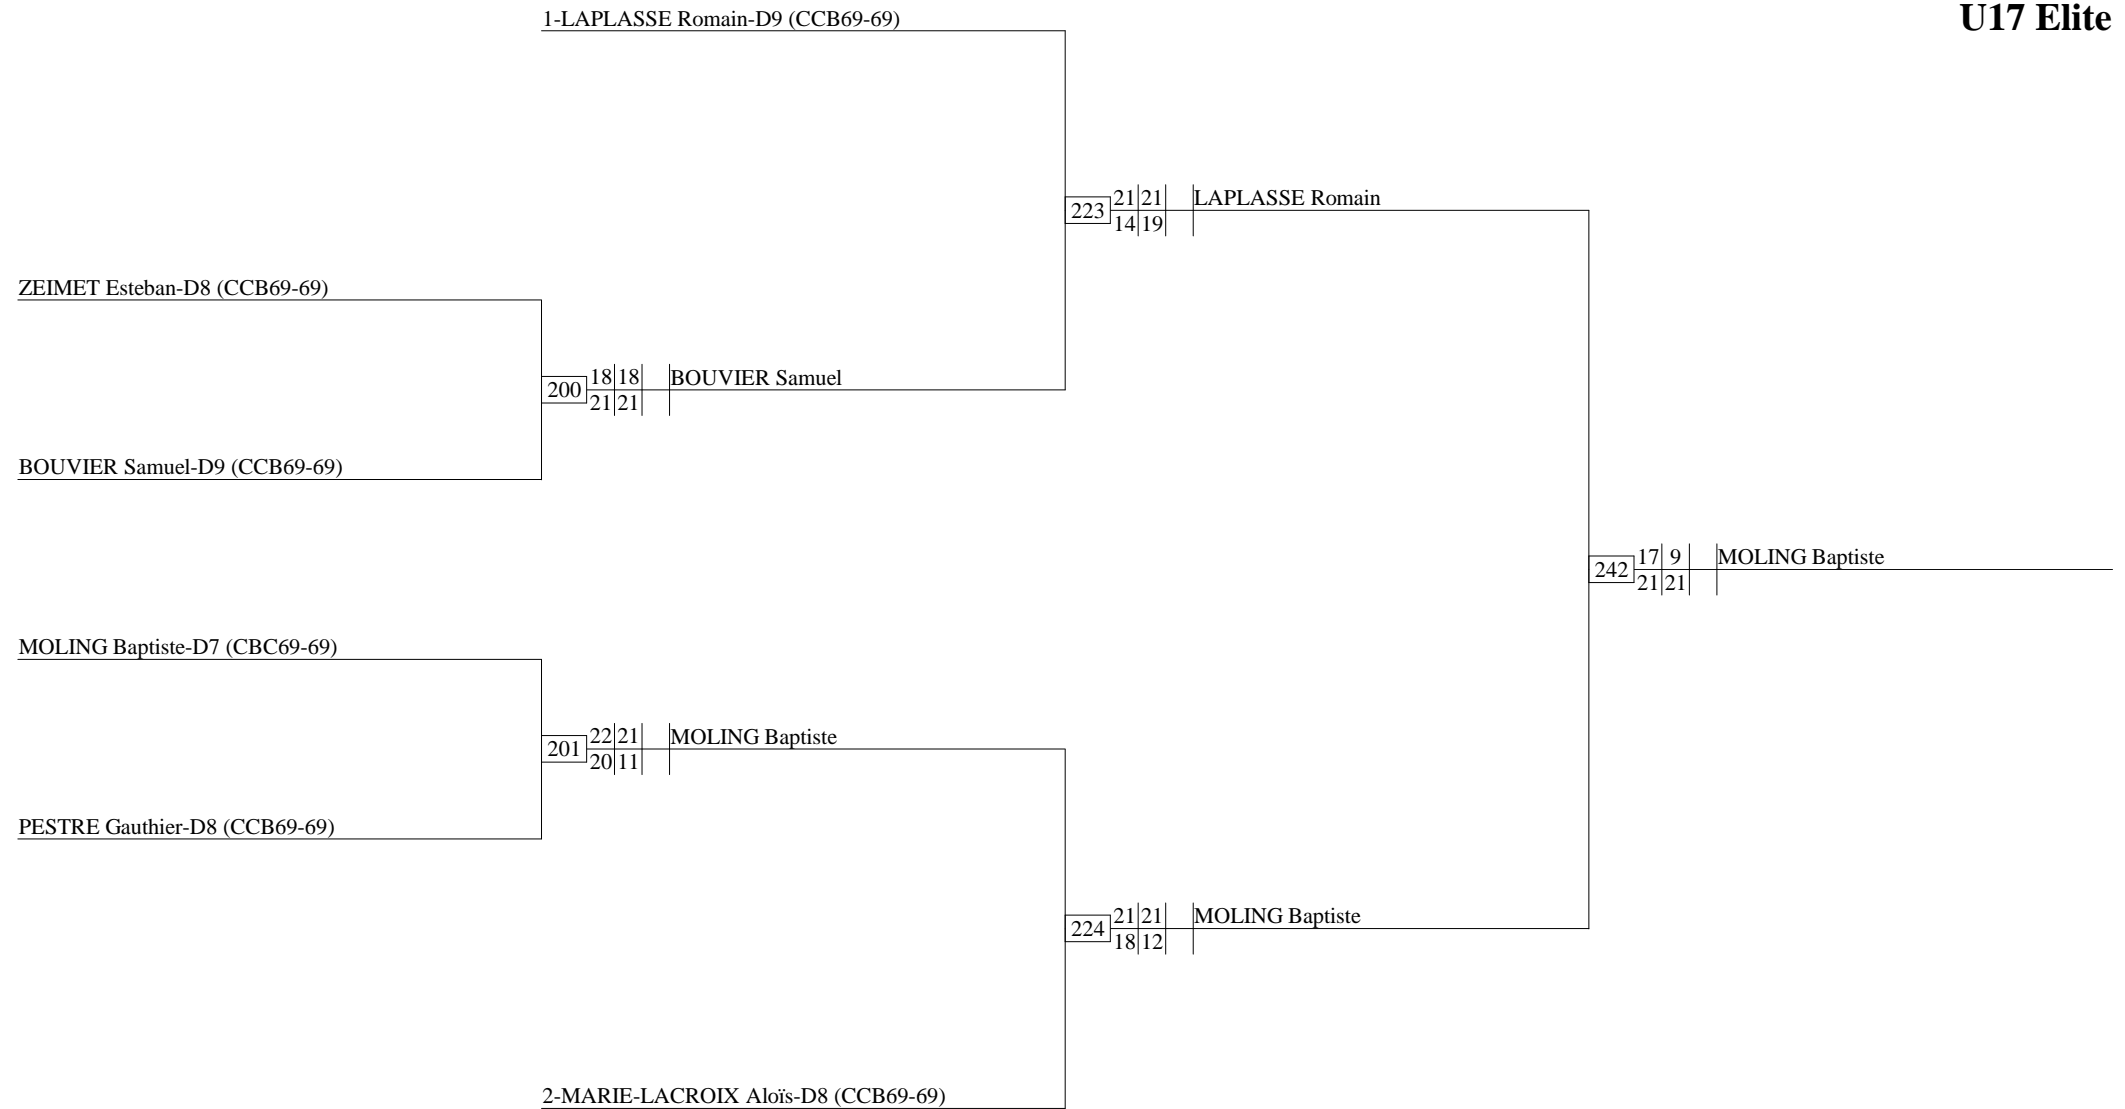 U17 Elite
1-LAPLASSE Romain-D9 (CCB69-69)
223 21 21 LAPLASSE Romain
14 19
ZEIMET Esteban-D8 (CCB69-69)
200 18 18 BOUVIER Samuel
21 21
BOUVIER Samuel-D9 (CCB69-69)
242 17 9 MOLING Baptiste
21 21
MOLING Baptiste-D7 (CBC69-69)
201 22 21 MOLING Baptiste
20 11
PESTRE Gauthier-D8 (CCB69-69)
224 21 21 MOLING Baptiste
18 12
2-MARIE-LACROIX Aloïs-D8 (CCB69-69)